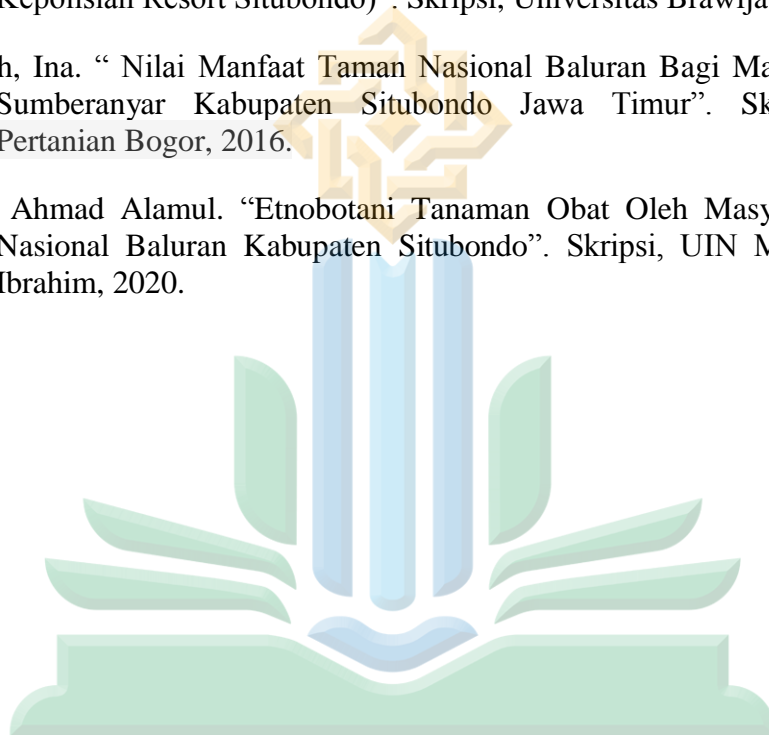 Kepolisian Resort Situbondo)”. Skripsi, Universitas Brawija
h, Ina. “ Nilai Manfaat Taman Nasional Baluran Bagi Ma
Sumberanyar Kabupaten Situbondo Jawa Timur”. Sk
Pertanian Bogor, 2016.
Ahmad Alamul. “Etnobotani Tanaman Obat Oleh Masy
Nasional Baluran Kabupaten Situbondo”. Skripsi, UIN M
Ibrahim, 2020.